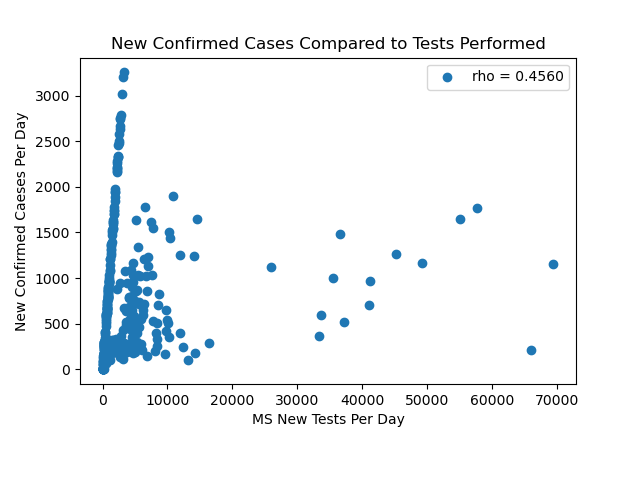 New Confirmed Cases Compared to Tests Performed
rho = 0.4560
New Confirmed Caeses Per Day
3000
2500
2000
1500
1000
500
0
0 10000 20000 30000 40000 50000 60000 70000
MS New Tests Per Day